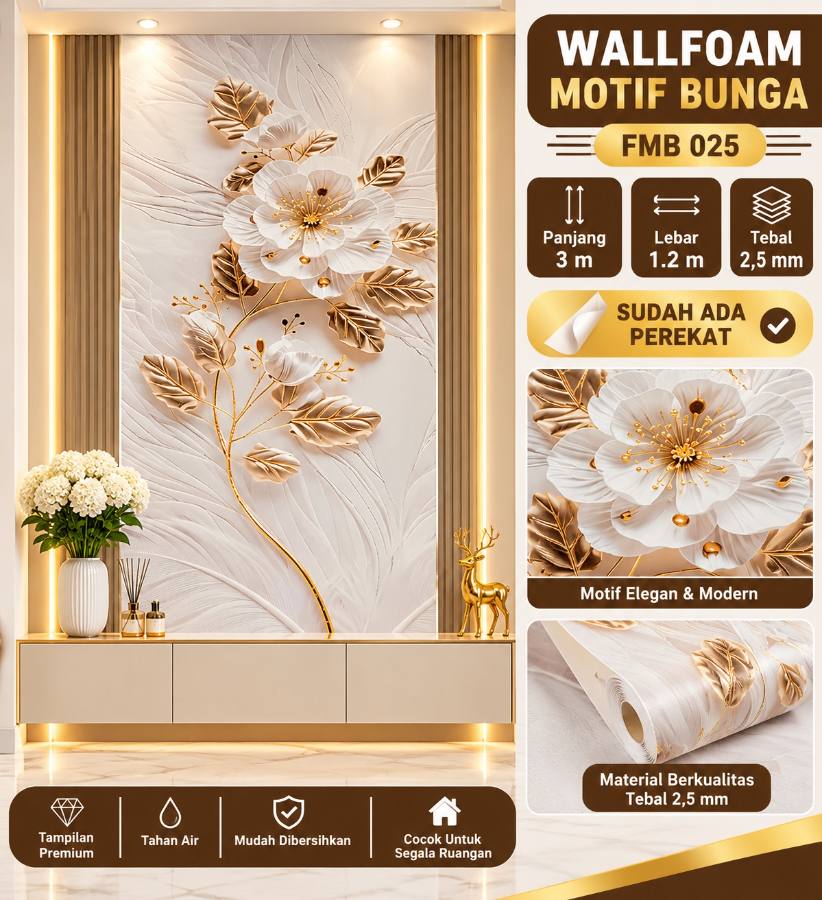 WALLFOAM
MOTIF BUNGA
FMB 025
Panjang
3 m
Lebar
1.2 m
Tebal
2,5 mm
SUDAH ADA
PEREKAT
Motif Elegan & Modern
Material Berkualitas
Tebal 2,5 mm
Tampilan
Premium
Tahan Air
Mudah Dibersihkan
Cocok Untuk
Segala Ruangan